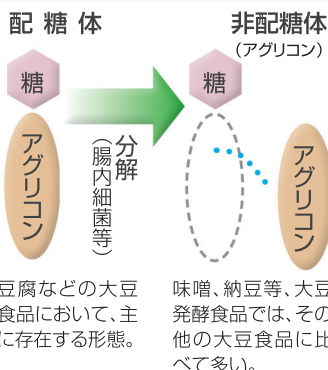 配糖体
非配糖体
（アグリコン）
糖
糖
アグリコン
分解
（腸内細菌等）
アグリコン
豆腐などの大豆
食品において、主
に存在する形態。
味噌、納豆等、大豆
発酵食品では、その
他の大豆食品に比
べて多い。